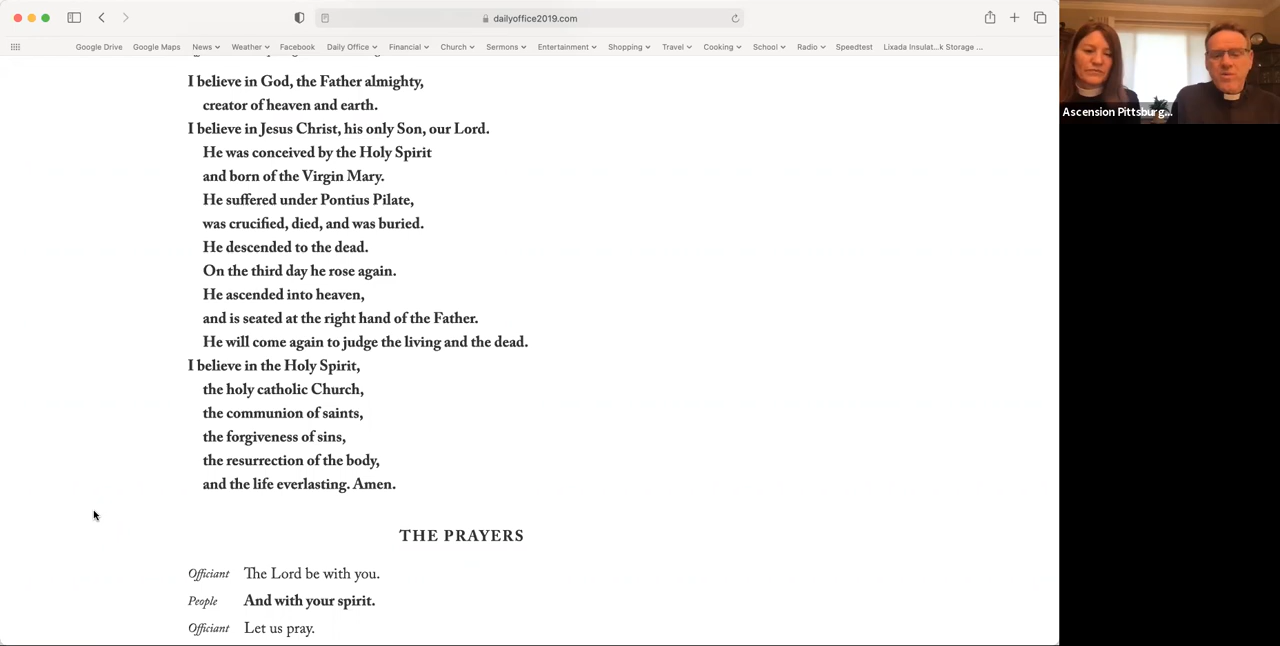 dailyoffice2019.com
Google Drive Google Maps News Weather Facebook Daily Office Financial Church Sermons Entertainment Shopping Travel Cooking School Radio Speedtest Lixada Insulat...k Storage ...
I believe in God, the Father almighty,
creator of heaven and earth.
I believe in Jesus Christ, his only Son, our Lord.
He was conceived by the Holy Spirit
and born of the Virgin Mary.
He suffered under Pontius Pilate,
was crucified, died, and was buried.
He descended to the dead.
On the third day he rose again.
He ascended into heaven,
and is seated at the right hand of the Father.
He will come again to judge the living and the dead.
I believe in the Holy Spirit,
the holy catholic Church,
the communion of saints,
the forgiveness of sins,
the resurrection of the body,
and the life everlasting. Amen.
THE PRAYERS
Officiant The Lord be with you.
People And with your spirit.
Officiant Let us pray.
Ascension Pittsburg...